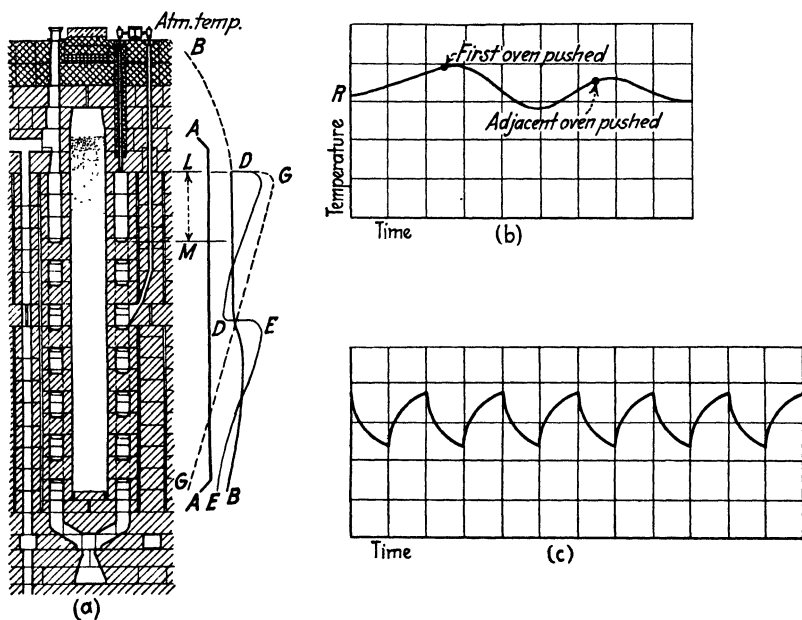 Atm. temp.
B
A
L
D
G
M
D
E
G
A
E
B
(a)
First oven pushed
R
Adjacent oven pushed
Temperature
Time
(b)
Time
(c)